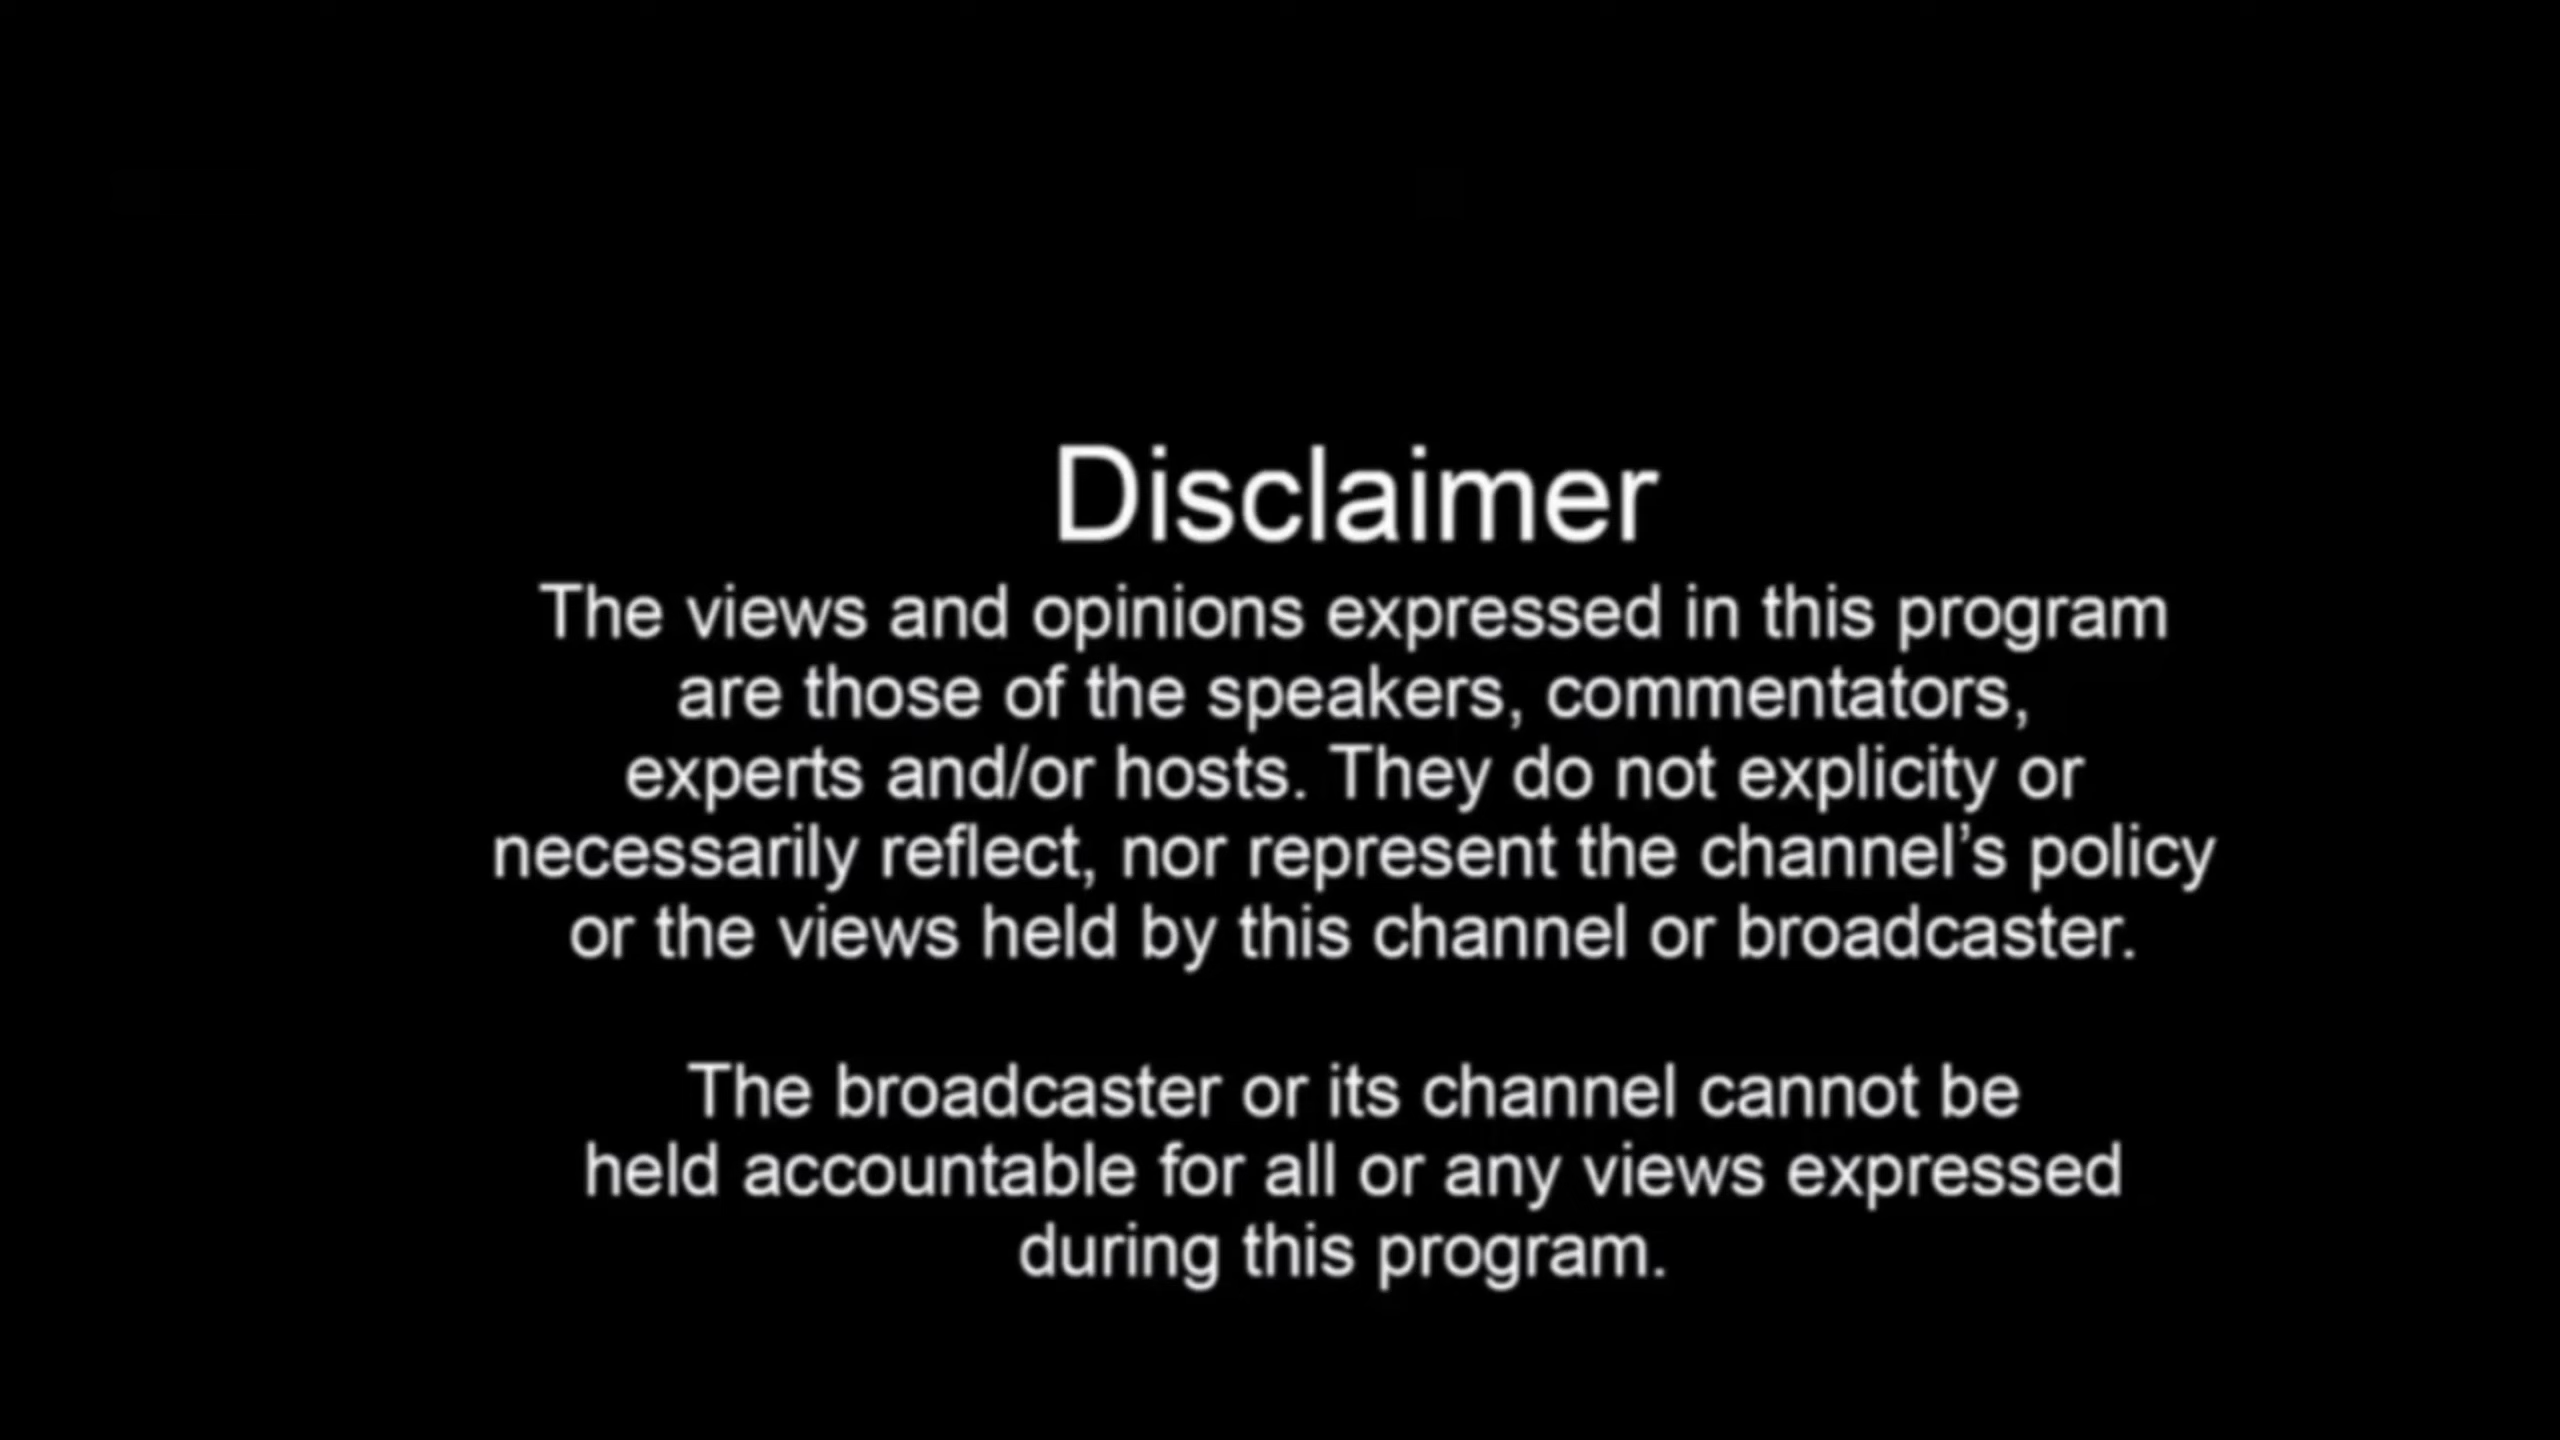 Disclaimer
The views and opinions expressed in this program
are those of the speakers, commentators,
experts and/or hosts. They do not explicity or
necessarily reflect, nor represent the channel’s policy
or the views held by this channel or broadcaster.
The broadcaster or its channel cannot be
held accountable for all or any views expressed
during this program.